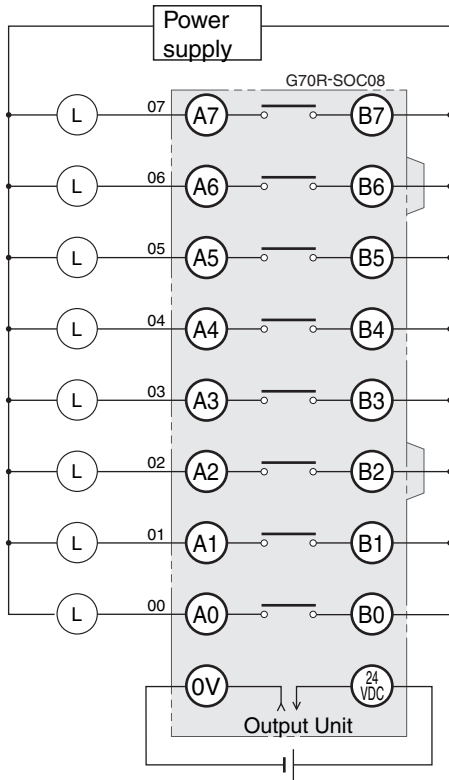 Power
supply
G70R-SOC08
L 07 A7 B7
L 06 A6 B6
L 05 A5 B5
L 04 A4 B4
L 03 A3 B3
L 02 A2 B2
L 01 A1 B1
L 00 A0 B0
0V 24
VDC
Output Unit